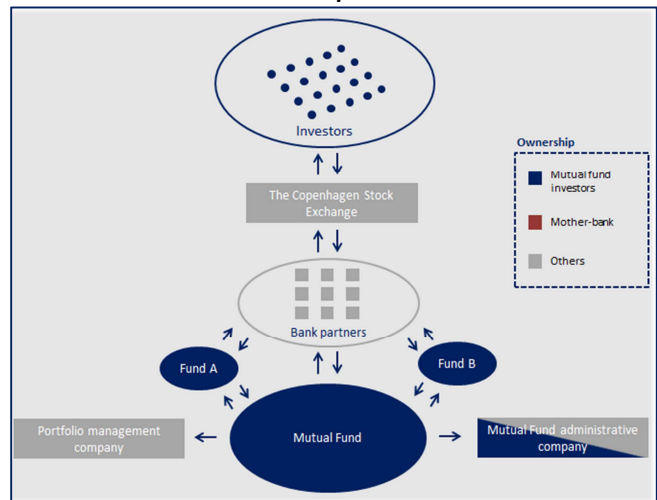 Investors
Ownership
Mutual fund
investors
Mother-bank
Others
The Copenhagen Stock
Exchange
Bank partners
Fund A
Fund B
Portfolio management
company
Mutual Fund
Mutual Fund administrative
company